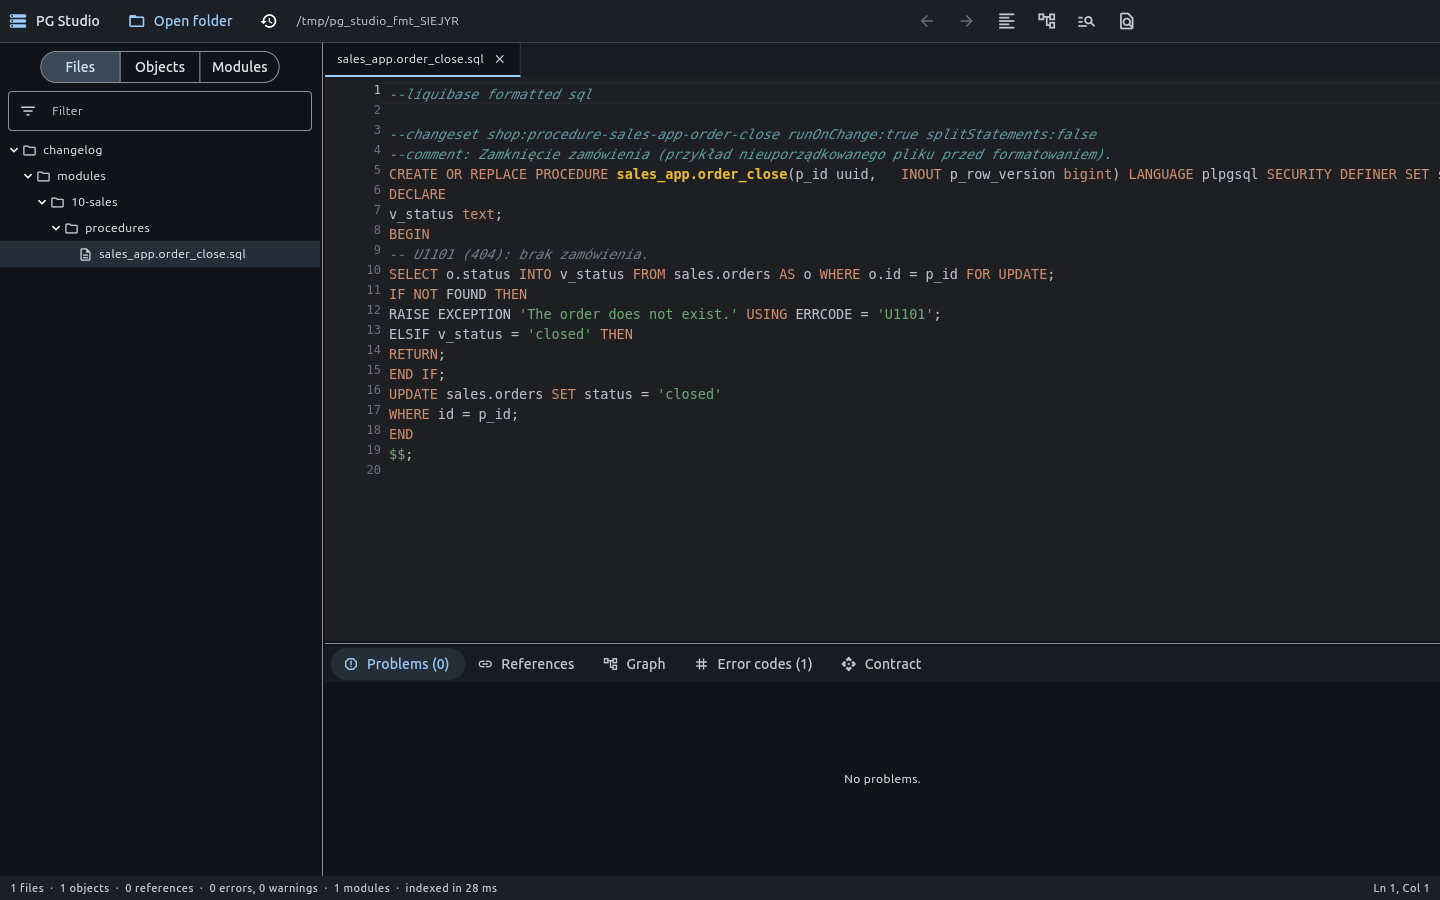 PG Studio Open folder /tmp/pg_studio_fmt_SIEJYR
Files Objects Modules
Filter
changelog
modules
10-sales
procedures
sales_app.order_close.sql
sales_app.order_close.sql
1 --liquibase formatted sql
2
3 --changeset shop:procedure-sales-app-order-close runOnChange:true splitStatements:false
4 --comment: Zamknięcie zamówienia (przykład nieuporządkowanego pliku przed formatowaniem).
5 CREATE OR REPLACE PROCEDURE sales_app.order_close(p_id uuid,   INOUT p_row_version bigint) LANGUAGE plpgsql SECURITY DEFINER SET
6 DECLARE
7 v_status text;
8 BEGIN
9 -- U1101 (404): brak zamówienia.
10 SELECT o.status INTO v_status FROM sales.orders AS o WHERE o.id = p_id FOR UPDATE;
11 IF NOT FOUND THEN
12 RAISE EXCEPTION 'The order does not exist.' USING ERRCODE = 'U1101';
13 ELSIF v_status = 'closed' THEN
14 RETURN;
15 END IF;
16 UPDATE sales.orders SET status = 'closed'
17 WHERE id = p_id;
18 END
19 $$;
20
Problems (0) References Graph Error codes (1) Contract
No problems.
1 files · 1 objects · 0 references · 0 errors, 0 warnings · 1 modules · indexed in 28 ms
Ln 1, Col 1